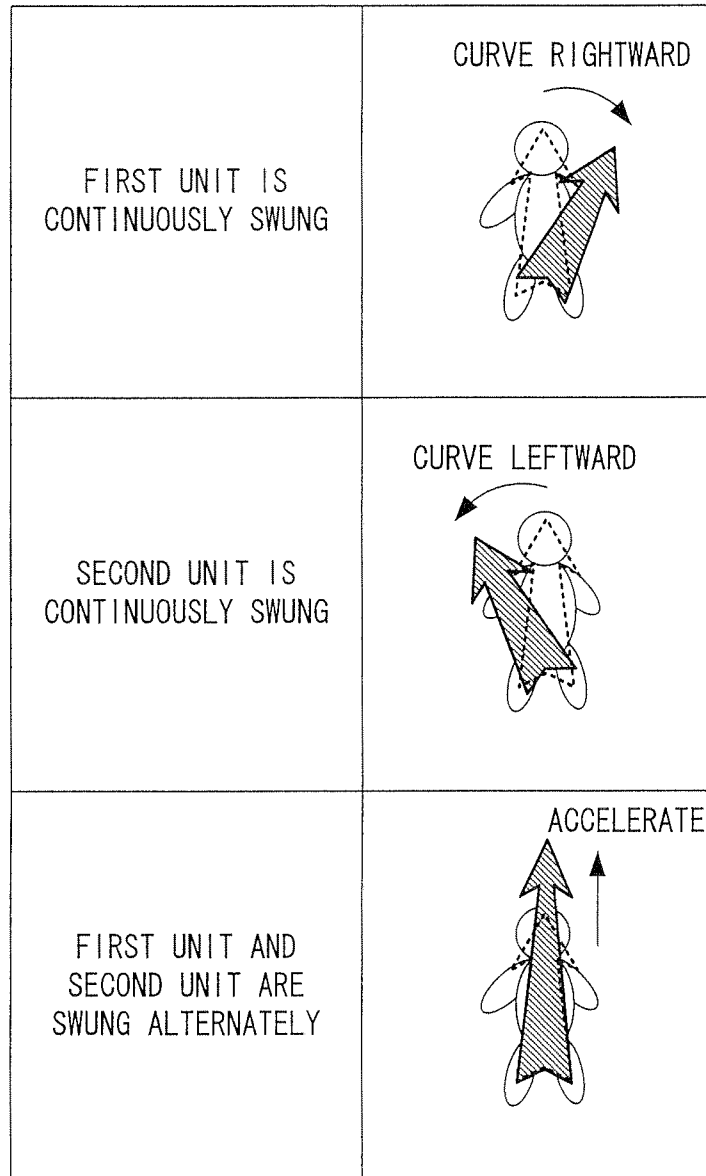 CURVE RIGHTWARD
FIRST UNIT IS
CONTINUOUSLY SWUNG
CURVE LEFTWARD
SECOND UNIT IS
CONTINUOUSLY SWUNG
ACCELERATE
FIRST UNIT AND
SECOND UNIT ARE
SWUNG ALTERNATELY